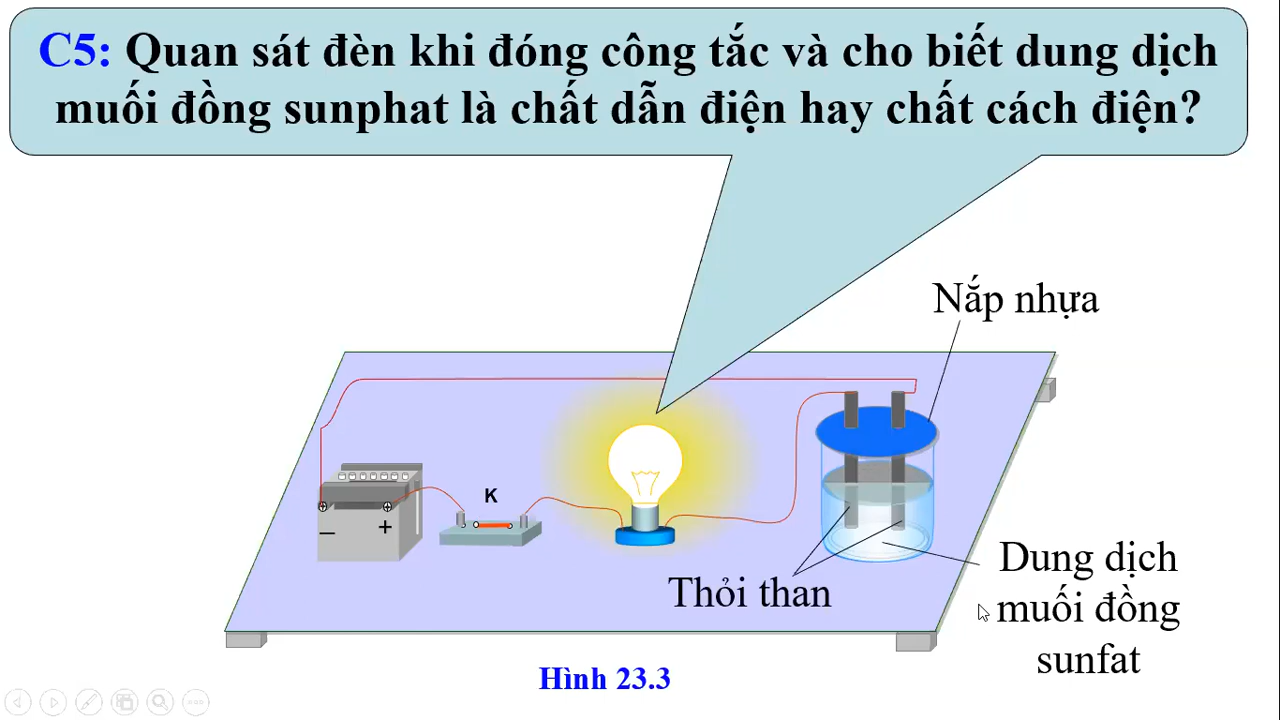 C5: Quan sát đèn khi đóng công tắc và cho biết dung dịch
muối đồng sunphat là chất dẫn điện hay chất cách điện?
Nắp nhựa
K
–
+
Thỏi than
Dung dịch
muối đồng
sunfat
Hình 23.3